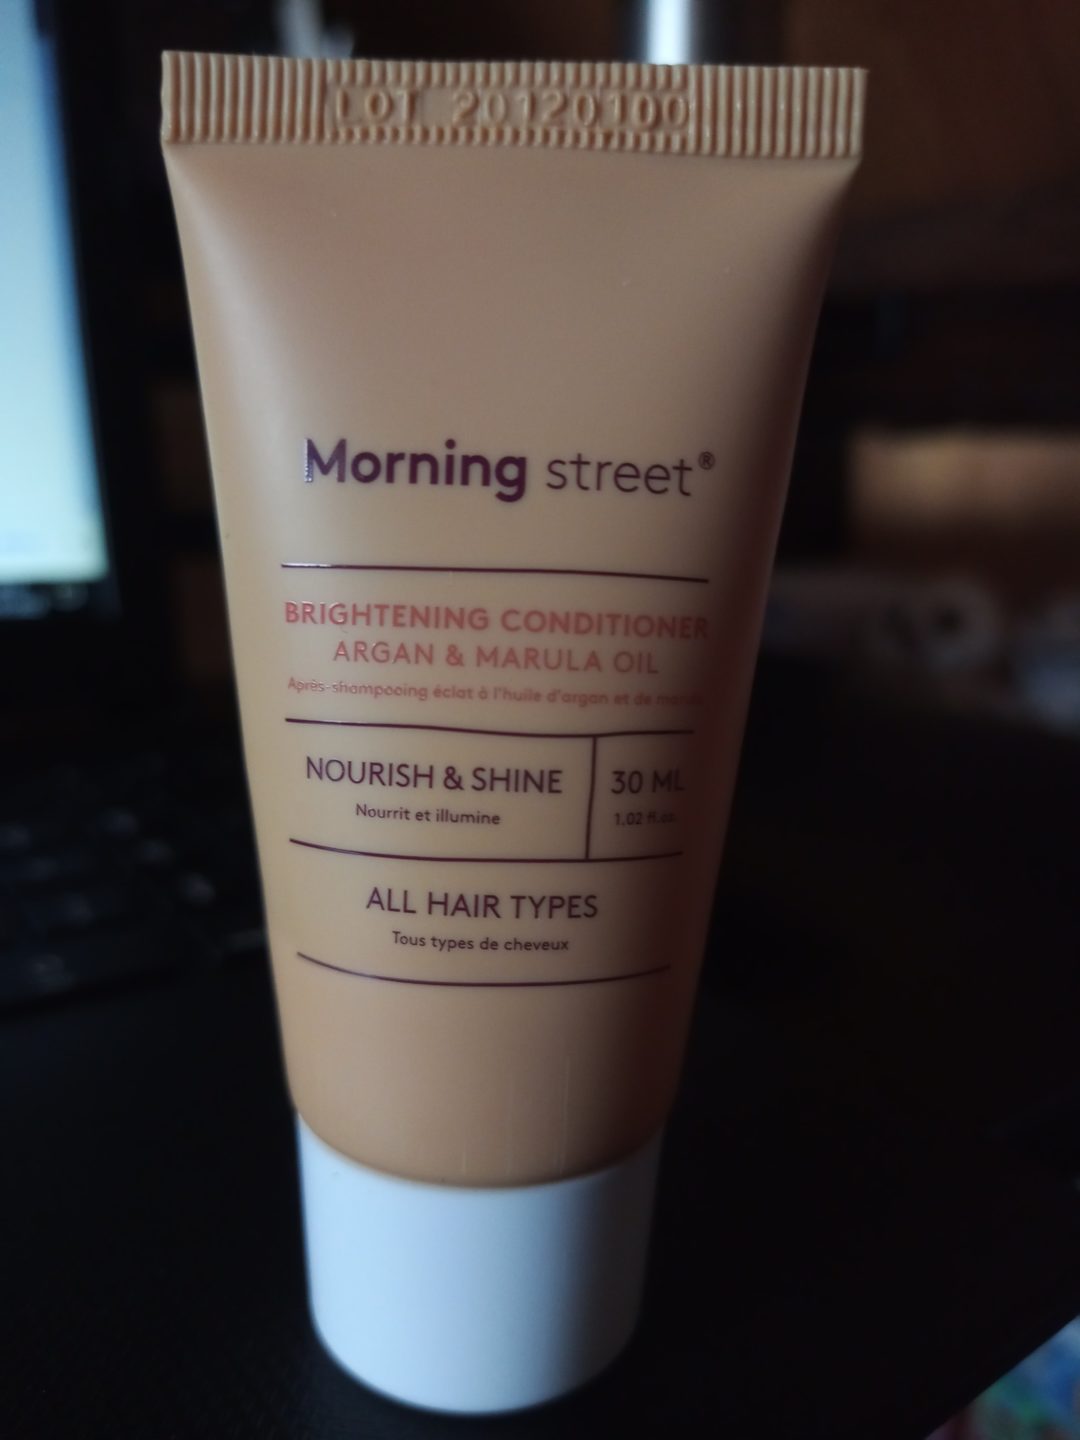 LOT 20120100
Morning street®
BRIGHTENING CONDITIONER
ARGAN & MARULA OIL
Après-shampooing éclat à l'huile d'argan et de marula
NOURISH & SHINE
Nourrit et illumine
30 ML
1.02 fl.oz.
ALL HAIR TYPES
Tous types de cheveux